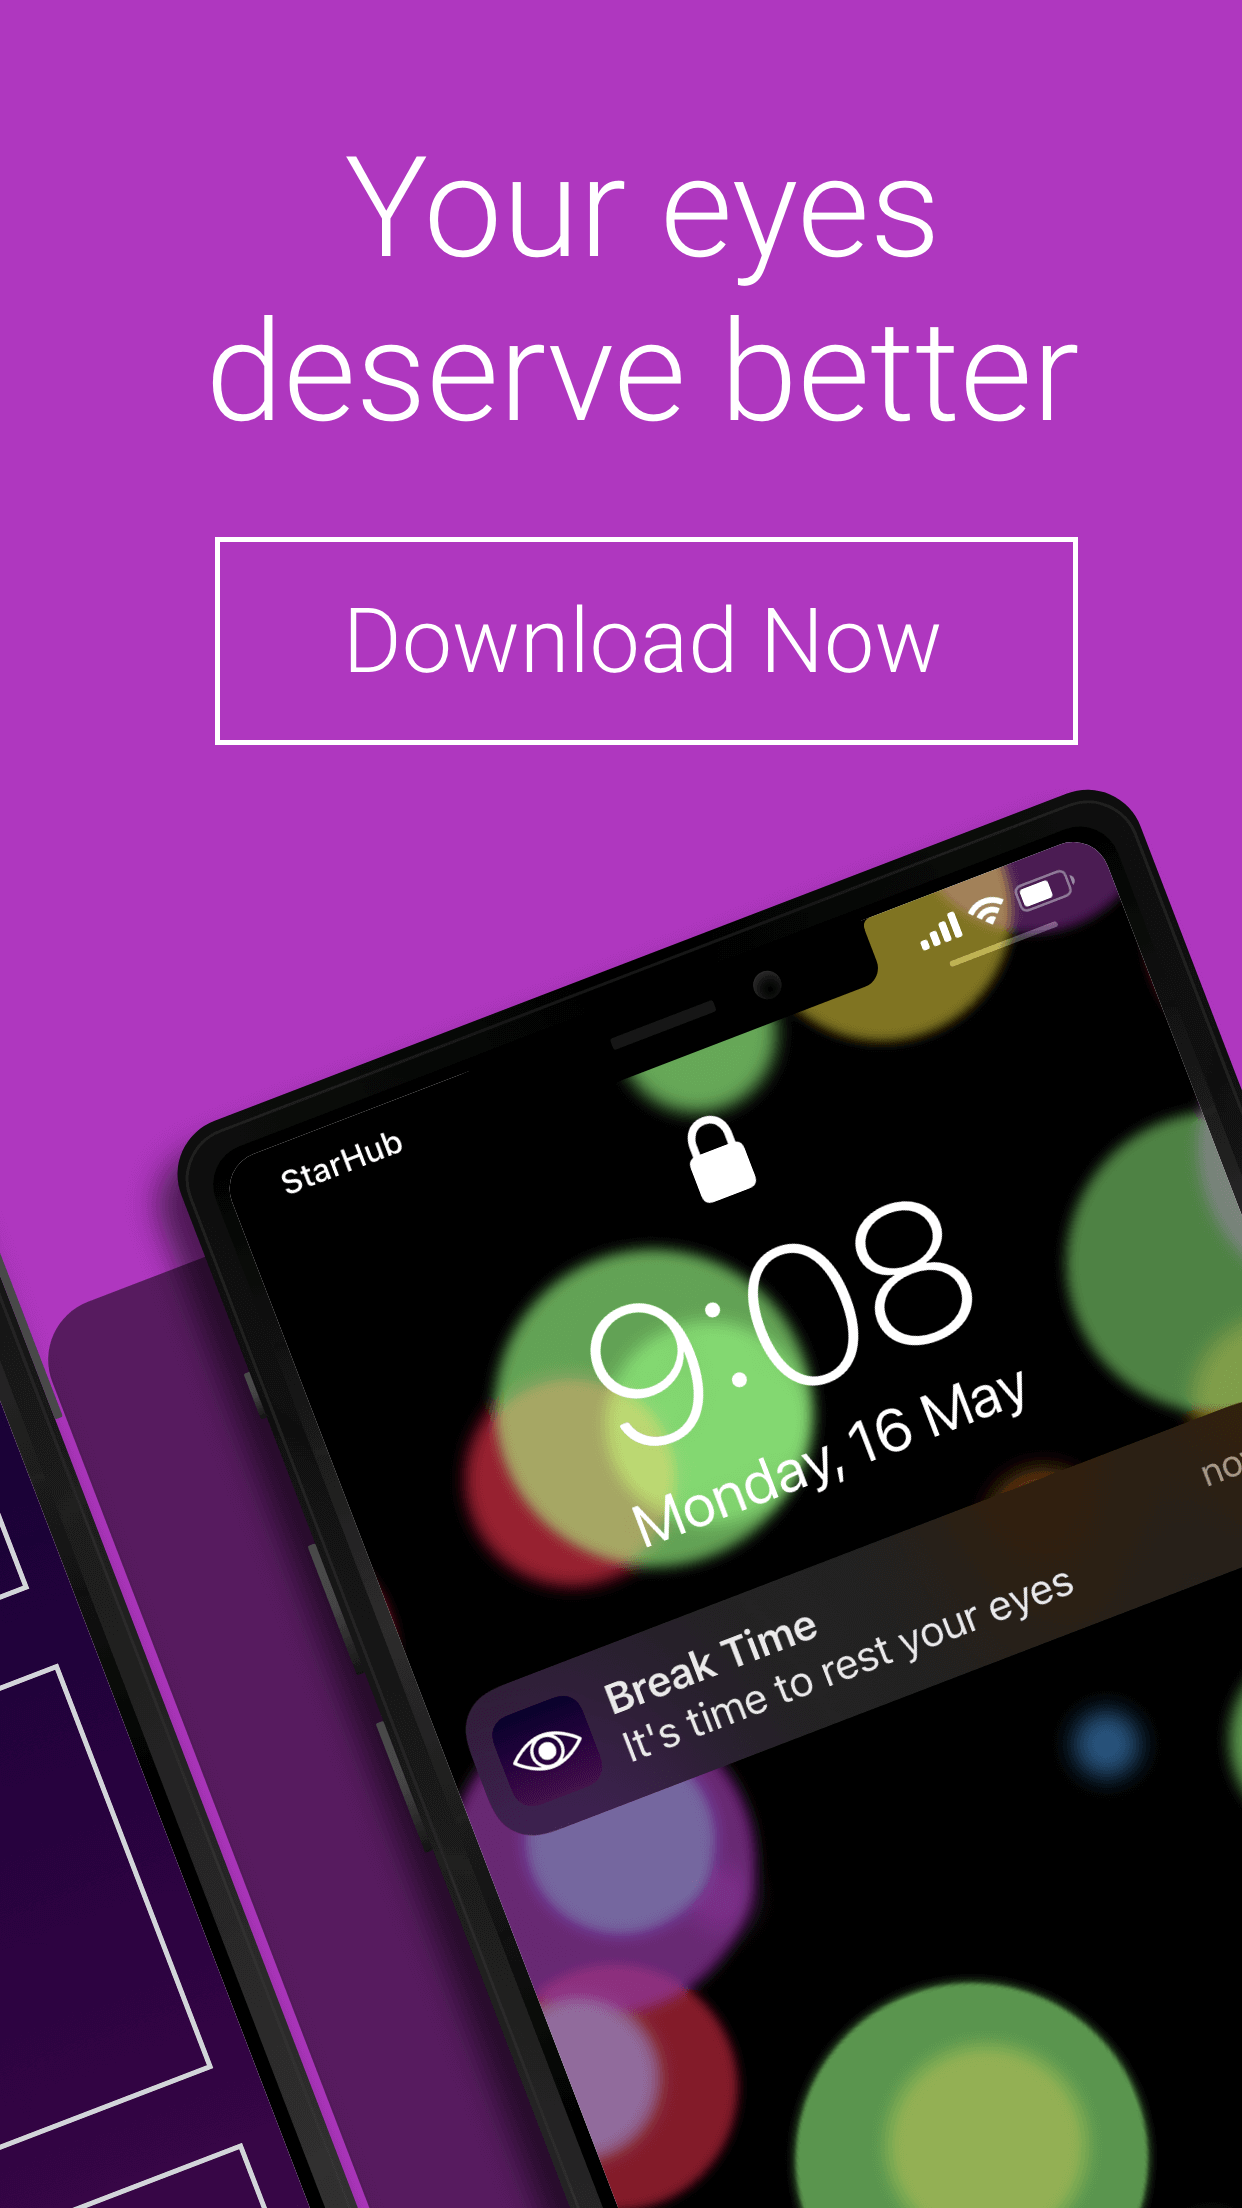 Your eyes
deserve better
Download Now
StarHub
9:08
Monday, 16 May
Break Time
It's time to rest your eyes